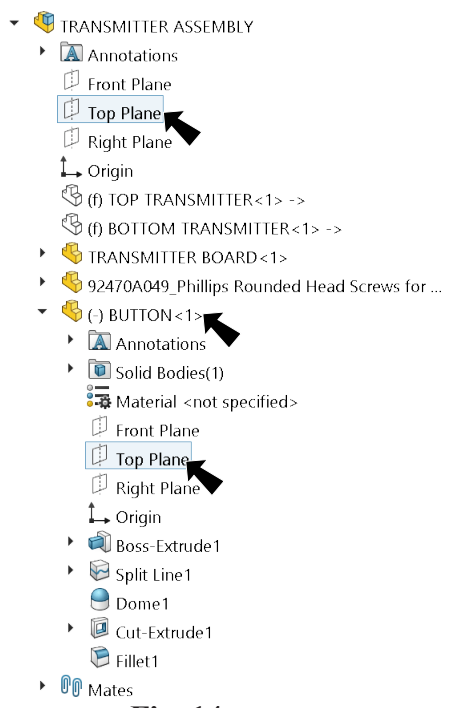 TRANSMITTER ASSEMBLY
Annotations
Front Plane
Top Plane
Right Plane
Origin
(f) TOP TRANSMITTER<1> ->
(f) BOTTOM TRANSMITTER<1> ->
TRANSMITTER BOARD<1>
92470A049_Phillips Rounded Head Screws for ...
(-) BUTTON<1>
Annotations
Solid Bodies(1)
Material <not specified>
Front Plane
Top Plane
Right Plane
Origin
Boss-Extrude1
Split Line1
Dome1
Cut-Extrude1
Fillet1
Mates